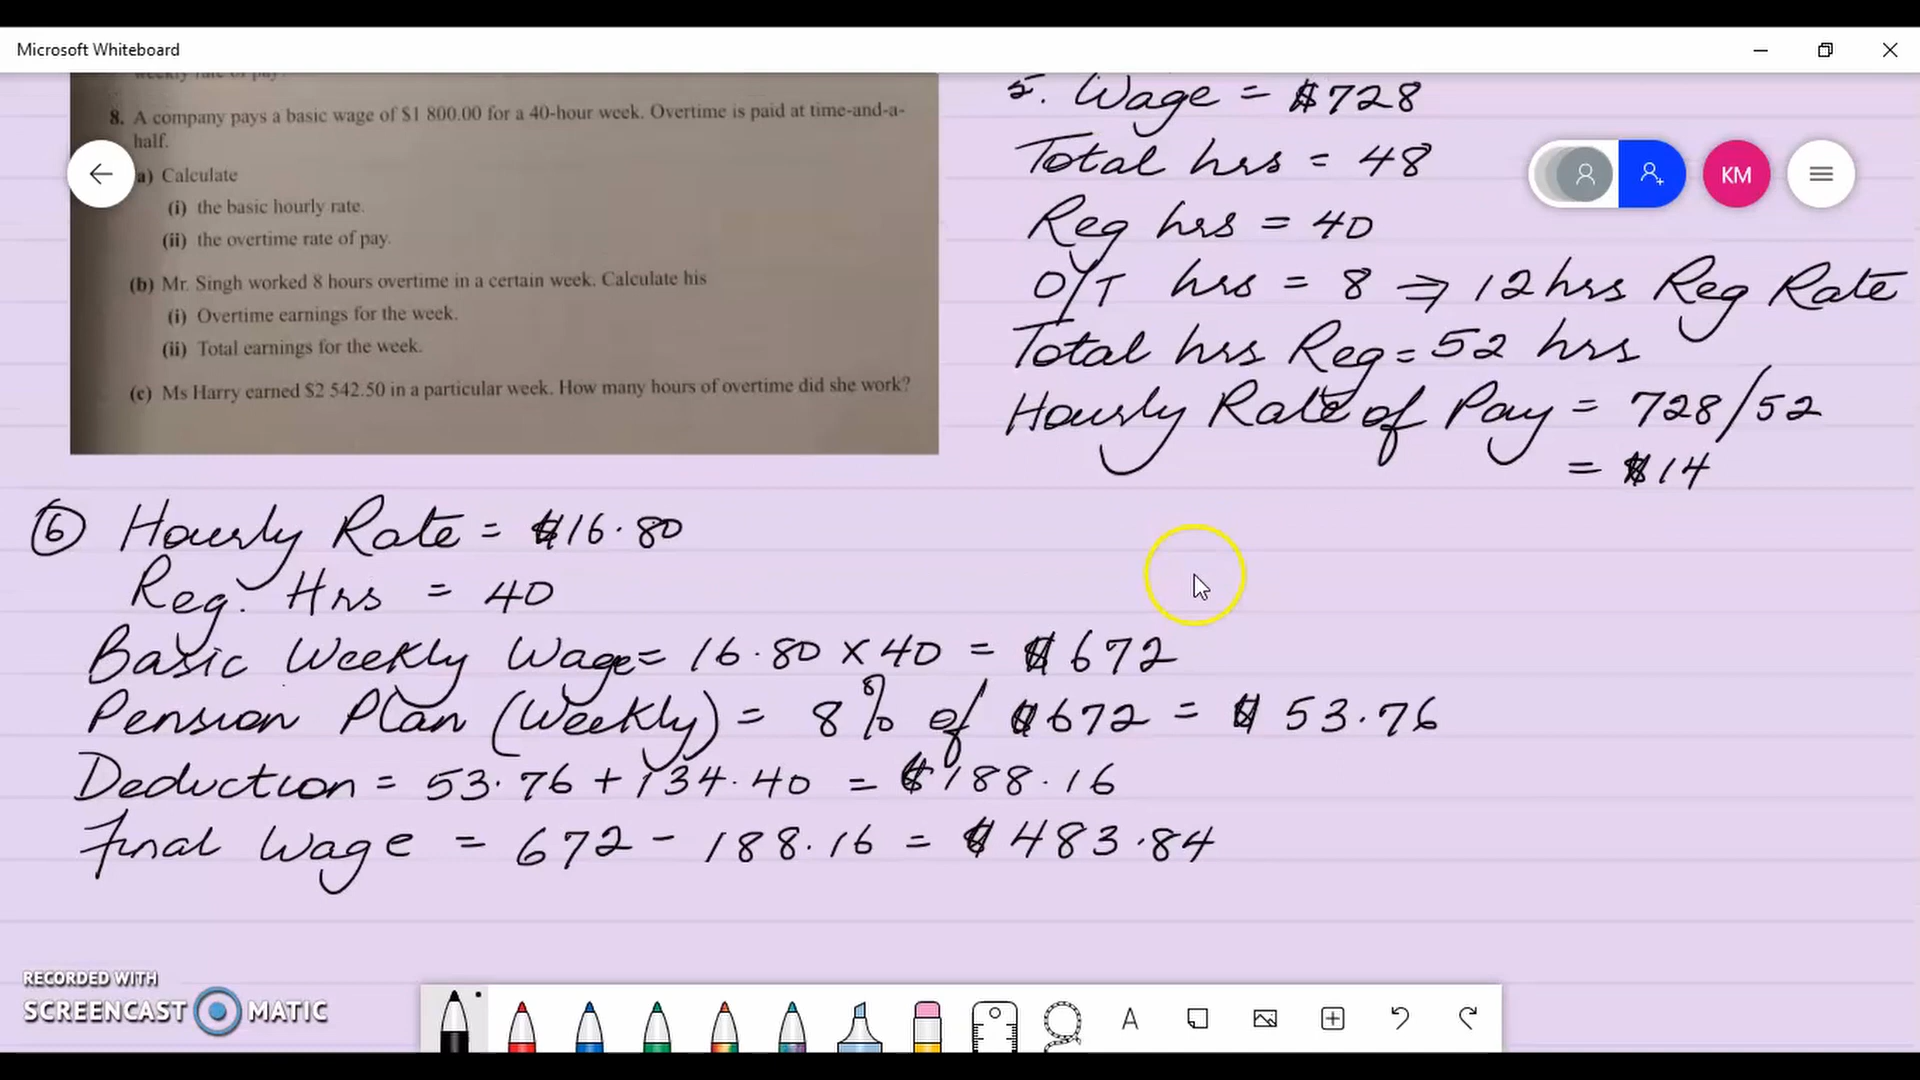 Microsoft Whiteboard
weekly rate of pay.
8. A company pays a basic wage of $1 800.00 for a 40-hour week. Overtime is paid at time-and-a-
half.
a) Calculate
(i) the basic hourly rate.
(ii) the overtime rate of pay.
(b) Mr. Singh worked 8 hours overtime in a certain week. Calculate his
(i) Overtime earnings for the week.
(ii) Total earnings for the week.
(c) Ms Harry earned $2 542.50 in a particular week. How many hours of overtime did she work?
5. Wage = $728
Total hrs = 48
Reg hrs = 40
O/T hrs = 8 ⇒ 12 hrs Reg Rate
Total hrs Reg = 52 hrs
Hourly Rate of Pay = 728/52
= $14
KM
6 Hourly Rate = $16.80
Reg. Hrs = 40
Basic Weekly Wage = 16.80 x 40 = $672
Pension Plan (Weekly) = 8% of $672 = $53.76
Deduction = 53.76 + 134.40 = $188.16
Final Wage = 672 - 188.16 = $483.84
RECORDED WITH
SCREENCAST MATIC
A